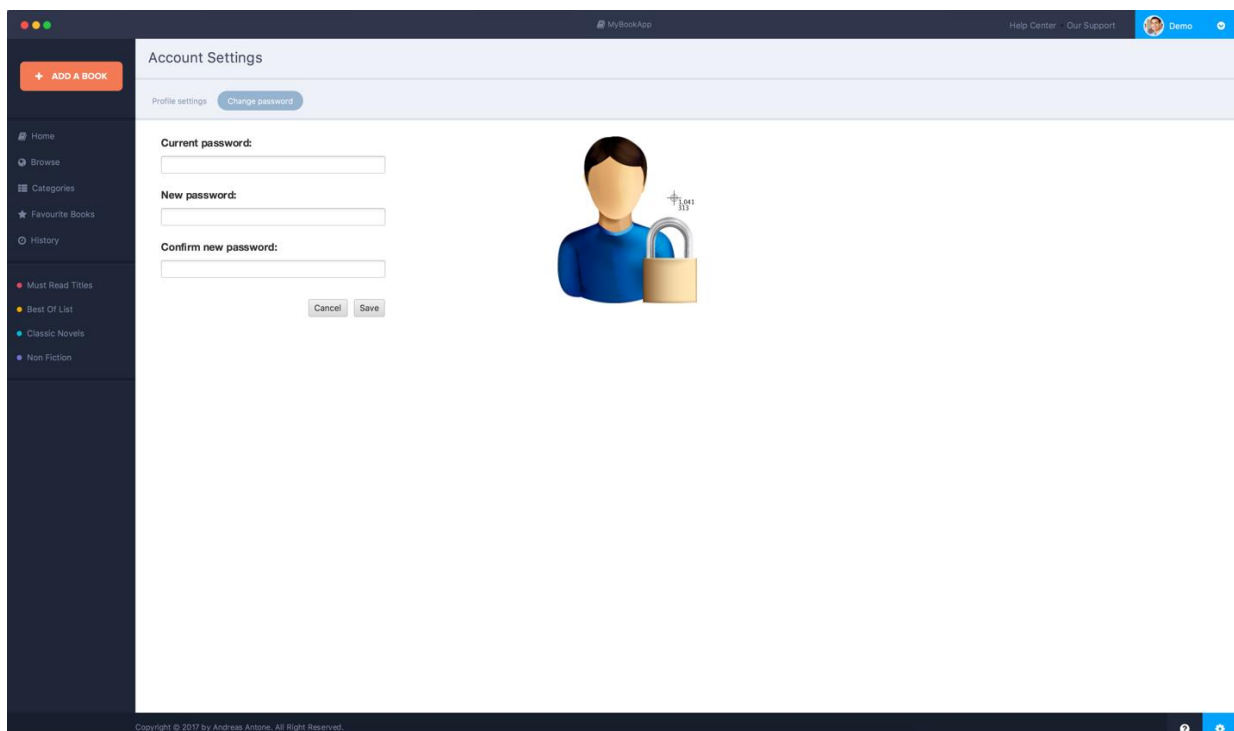 MyBookApp
Help Center
Our Support
Demo
+ ADD A BOOK
Account Settings
Profile settings
Change password
Home
Browse
Categories
Favourite Books
History
Must Read Titles
Best Of List
Classic Novels
Non Fiction
Current password:
New password:
Confirm new password:
Cancel
Save
1,041
313
Copyright © 2017 by Andreas Antone. All Right Reserved.
?